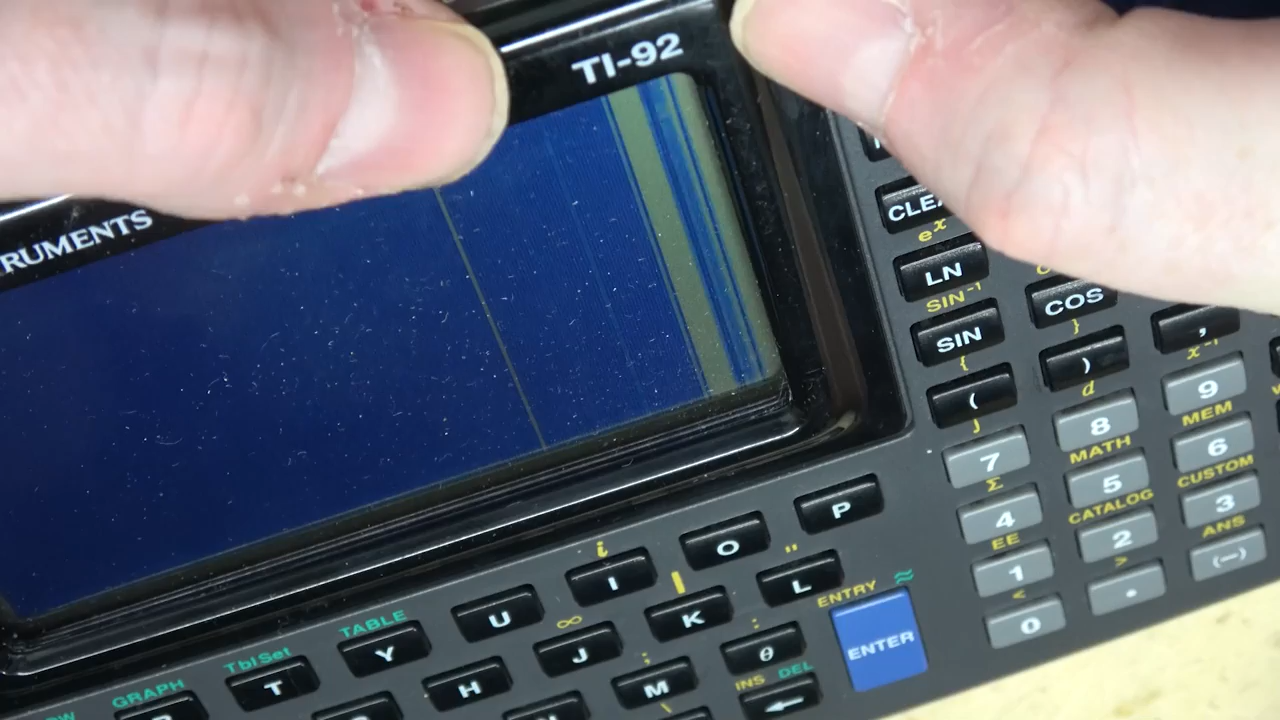 TI-92
RUMENTS
e^x
LN
SIN⁻¹
COS
}
SIN
{
,
x⁻¹
(
)
d
9
MEM
7
8
MATH
6
CUSTOM
Σ
4
5
CATALOG
3
ANS
EE
1
2
>
(−)
<
0
.
P
i
O
"
I
L
ENTRY ≈
TABLE
U
∞
K
:
ENTER
TblSet
Y
J
;
θ
INS DEL
GRAPH
T
H
M
←